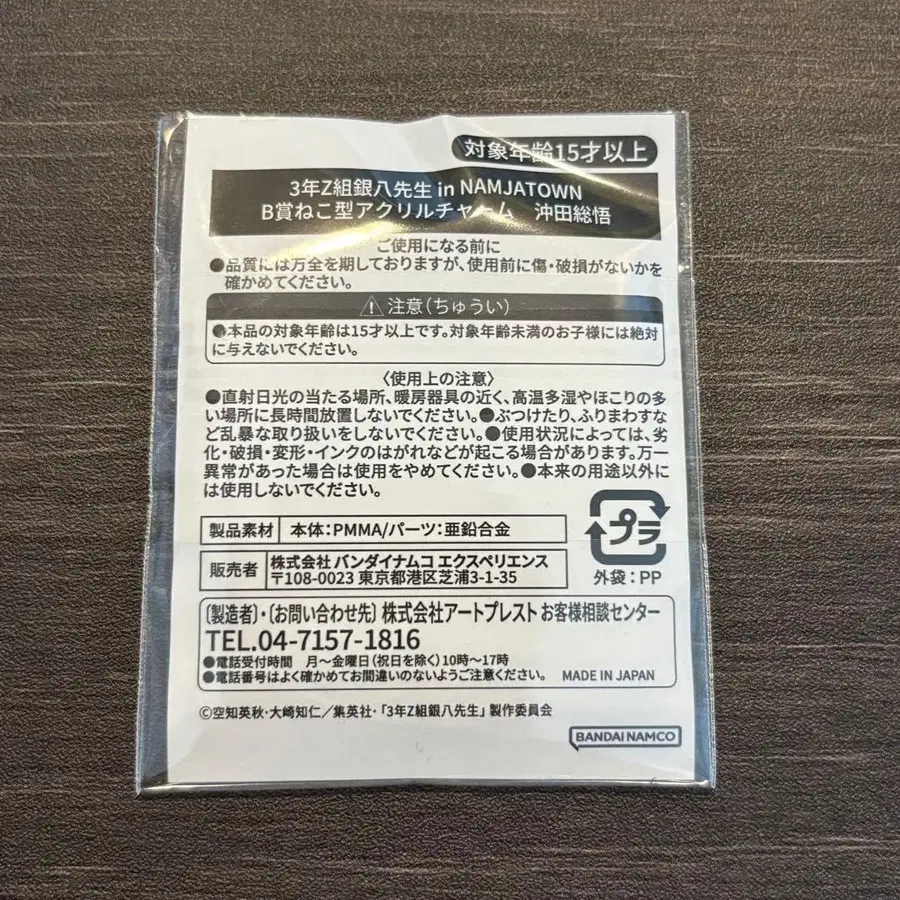 対象年齢15才以上
3年Z組銀八先生 in NAMJATOWN
B賞ねこ型アクリルチャーム 沖田総悟
ご使用になる前に
●品質には万全を期しておりますが、使用前に傷・破損がないかを
確かめてください。
⚠ 注意(ちゅうい)
●本品の対象年齢は15才以上です。対象年齢未満のお子様には絶対
に与えないでください。
〈使用上の注意〉
●直射日光の当たる場所、暖房器具の近く、高温多湿やほこりの多
い場所に長時間放置しないでください。●ぶつけたり、ふりまわすな
ど乱暴な取り扱いをしないでください。●使用状況によっては、劣
化・破損・変形・インクのはがれなどが起こる場合があります。万一
異常があった場合は使用をやめてください。●本来の用途以外に
は使用しないでください。
製品素材 本体:PMMA/パーツ:亜鉛合金
販売者 株式会社 バンダイナムコ エクスペリエンス
〒108-0023 東京都港区芝浦3-1-35
プラ
外袋:PP
〔製造者〕・〔お問い合わせ先〕株式会社アートプレスト お客様相談センター
TEL.04-7157-1816
●電話受付時間 月〜金曜日(祝日を除く)10時〜17時
●電話番号はよく確かめてお間違いのないようご注意ください。 MADE IN JAPAN
©空知英秋・大崎知仁/集英社・「3年Z組銀八先生」製作委員会
BANDAI NAMCO